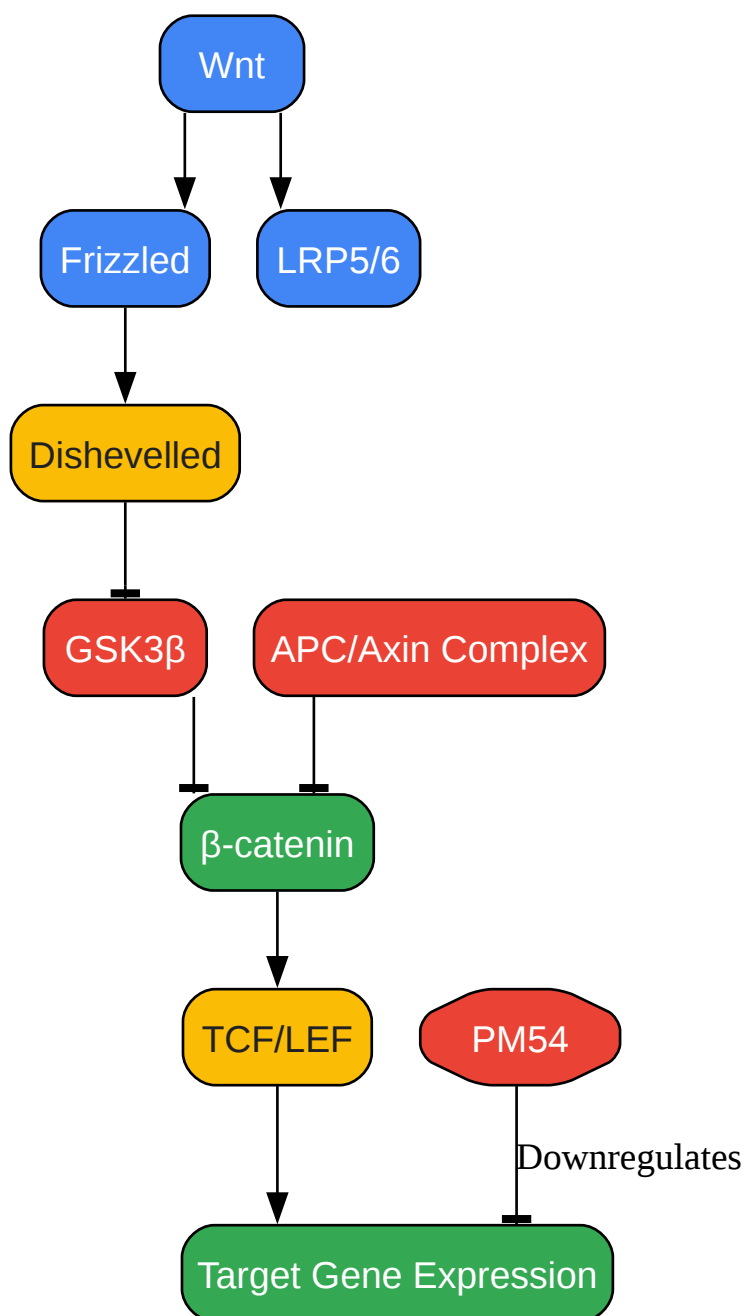 Wnt
Frizzled
LRP5/6
Dishevelled
GSK3β
APC/Axin Complex
β-catenin
TCF/LEF
PM54
Downregulates
Target Gene Expression